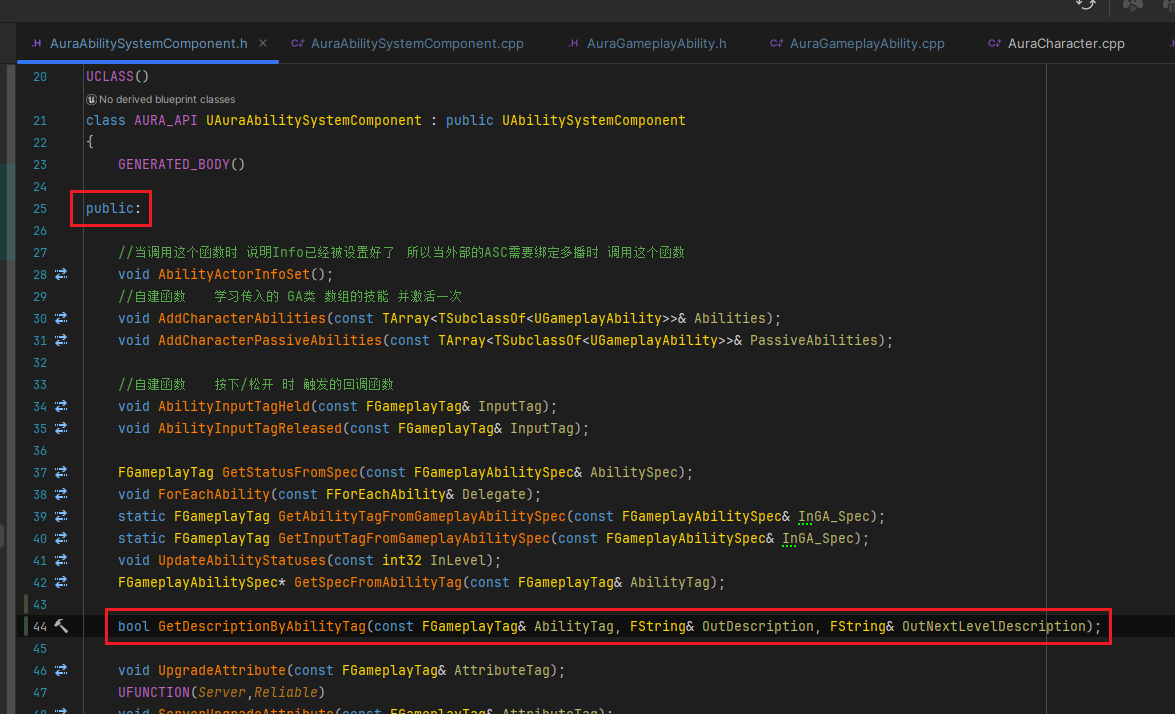 .H AuraAbilitySystemComponent.h × C+ AuraAbilitySystemComponent.cpp .H AuraGameplayAbility.h C+ AuraGameplayAbility.cpp C+ AuraCharacter.cpp
20 UCLASS()
No derived blueprint classes
21 class AURA_API UAuraAbilitySystemComponent : public UAbilitySystemComponent
22 {
23 GENERATED_BODY()
24
25 public:
26
27 //当调用这个函数时 说明Info已经被设置好了 所以当外部的ASC需要绑定多播时 调用这个函数
28 void AbilityActorInfoSet();
29 //自建函数 学习传入的 GA类 数组的技能 并激活一次
30 void AddCharacterAbilities(const TArray<TSubclassOf<UGameplayAbility>>& Abilities);
31 void AddCharacterPassiveAbilities(const TArray<TSubclassOf<UGameplayAbility>>& PassiveAbilities);
32
33 //自建函数 按下/松开 时 触发的回调函数
34 void AbilityInputTagHeld(const FGameplayTag& InputTag);
35 void AbilityInputTagReleased(const FGameplayTag& InputTag);
36
37 FGameplayTag GetStatusFromSpec(const FGameplayAbilitySpec& AbilitySpec);
38 void ForEachAbility(const FForEachAbility& Delegate);
39 static FGameplayTag GetAbilityTagFromGameplayAbilitySpec(const FGameplayAbilitySpec& InGA_Spec);
40 static FGameplayTag GetInputTagFromGameplayAbilitySpec(const FGameplayAbilitySpec& InGA_Spec);
41 void UpdateAbilityStatuses(const int32 InLevel);
42 FGameplayAbilitySpec* GetSpecFromAbilityTag(const FGameplayTag& AbilityTag);
43
44 bool GetDescriptionByAbilityTag(const FGameplayTag& AbilityTag, FString& OutDescription, FString& OutNextLevelDescription);
45
46 void UpgradeAttribute(const FGameplayTag& AttributeTag);
47 UFUNCTION(Server,Reliable)
48 void ServerUpgradeAttribute(const FGameplayTag& AttributeTag);